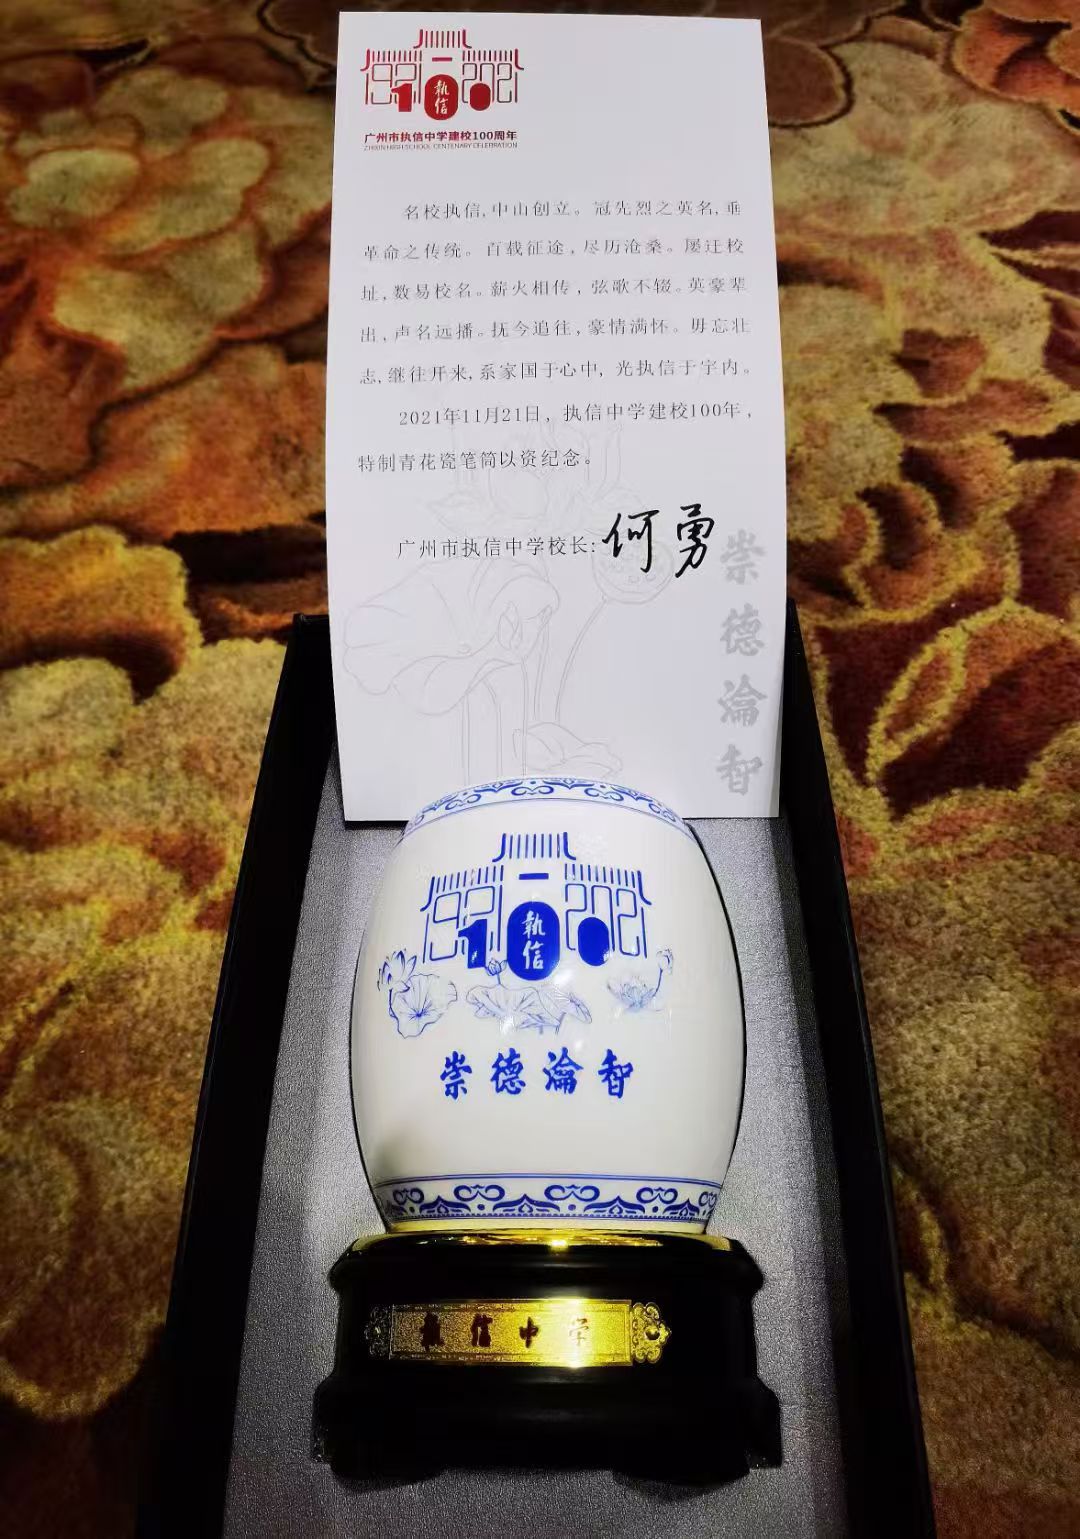 1921-2021
100
執信
广州市执信中学建校100周年
ZHIXIN HIGH SCHOOL CENTENARY CELEBRATION
名校执信,中山创立。冠先烈之英名,垂
革命之传统。百载征途,尽历沧桑。屡迁校
址,数易校名。薪火相传,弦歌不辍。英豪辈
出,声名远播。抚今追往,豪情满怀。毋忘壮
志,继往开来,系家国于心中,光执信于宇内。
2021年11月21日,执信中学建校100年,
特制青花瓷笔筒以资纪念。
广州市执信中学校长:何勇
崇德瀹智
1921-2021
100
執信
崇德瀹智
執信中学